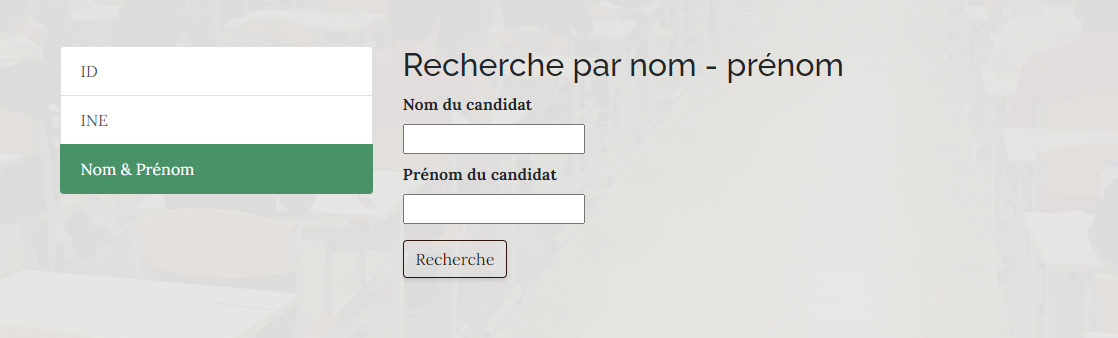 ID
INE
Nom & Prénom
Recherche par nom - prénom
Nom du candidat
Prénom du candidat
Recherche